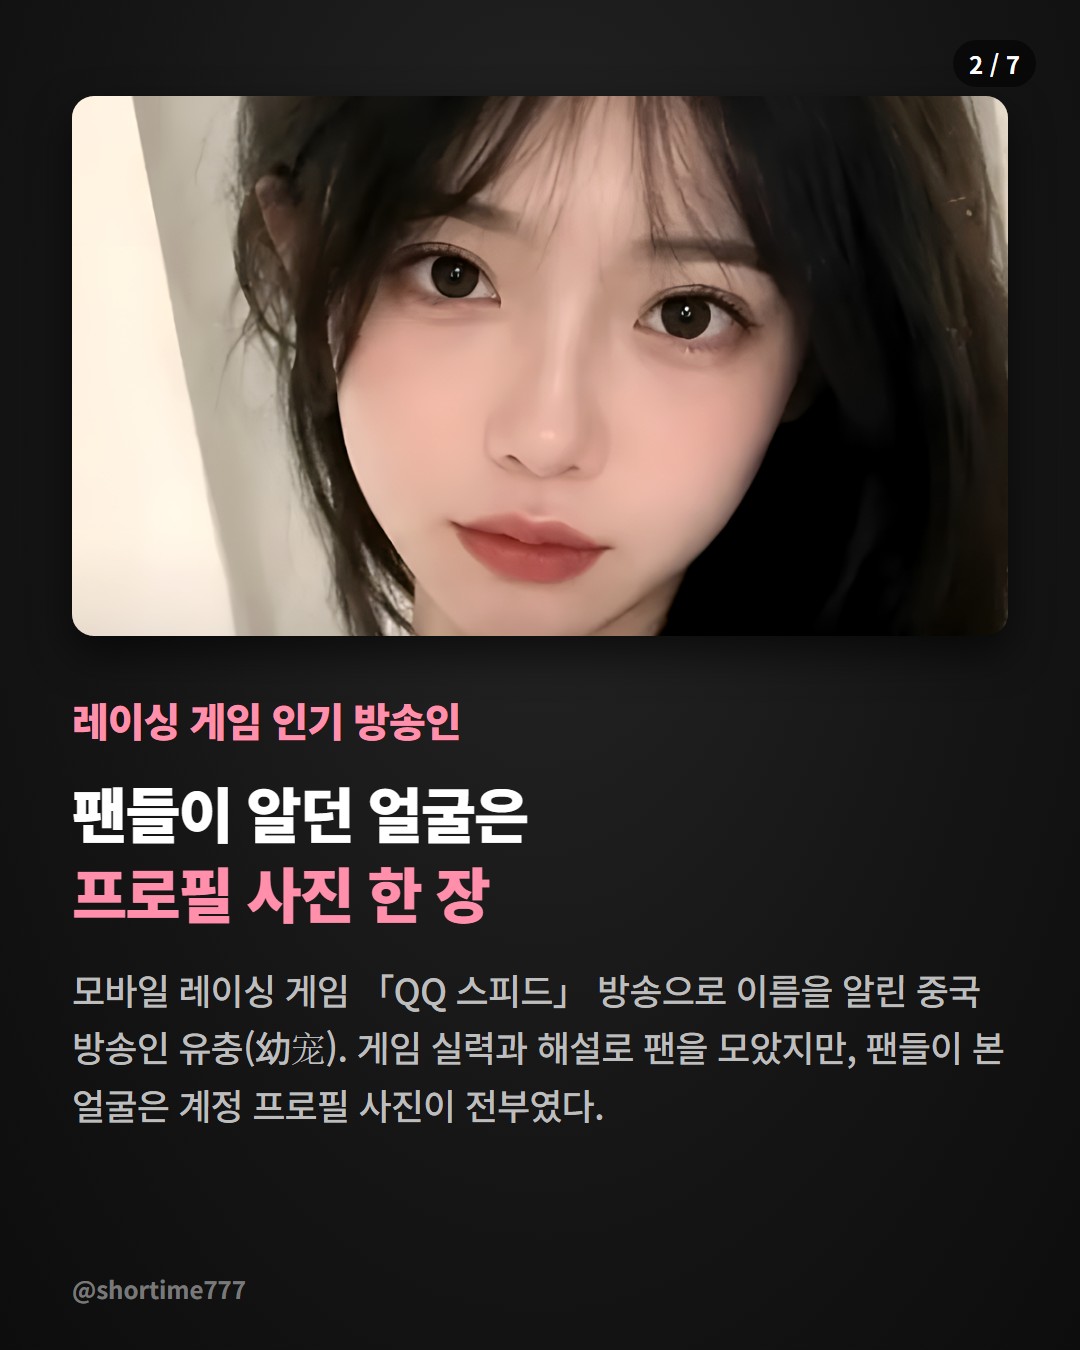 2 / 7
레이싱 게임 인기 방송인
팬들이 알던 얼굴은
프로필 사진 한 장
모바일 레이싱 게임 「QQ 스피드」 방송으로 이름을 알린 중국
방송인 유충(幼宠). 게임 실력과 해설로 팬을 모았지만, 팬들이 본
얼굴은 계정 프로필 사진이 전부였다.
@shortime777